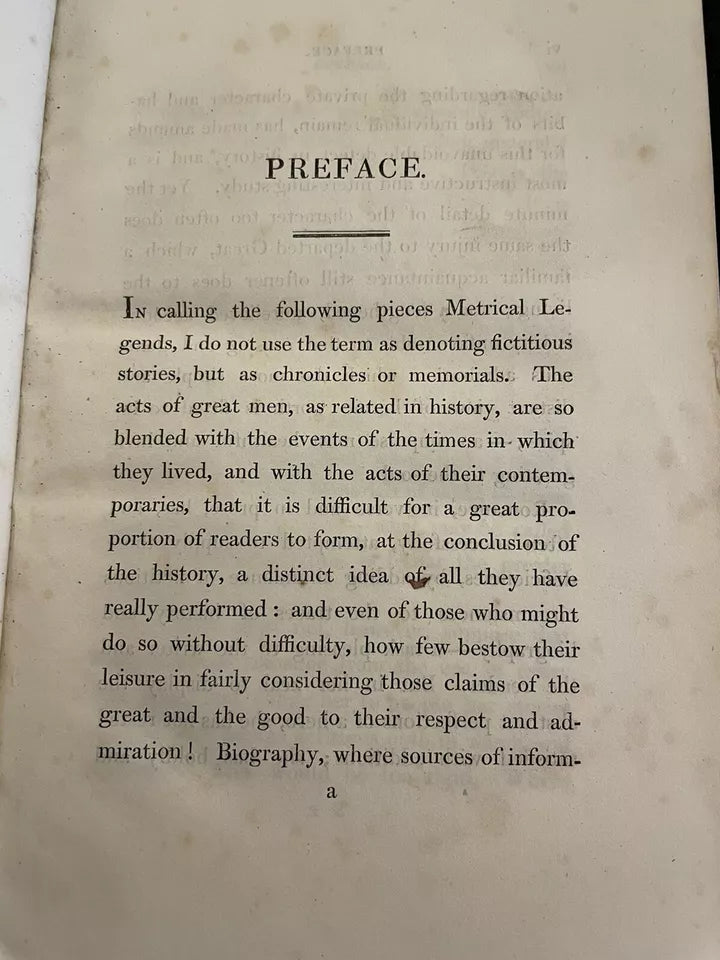 PREFACE.
In calling the following pieces Metrical Le-
gends, I do not use the term as denoting fictitious
stories, but as chronicles or memorials. The
acts of great men, as related in history, are so
blended with the events of the times in which
they lived, and with the acts of their contem-
poraries, that it is difficult for a great pro-
portion of readers to form, at the conclusion of
the history, a distinct idea of all they have
really performed : and even of those who might
do so without difficulty, how few bestow their
leisure in fairly considering those claims of the
great and the good to their respect and ad-
miration ! Biography, where sources of inform-
a